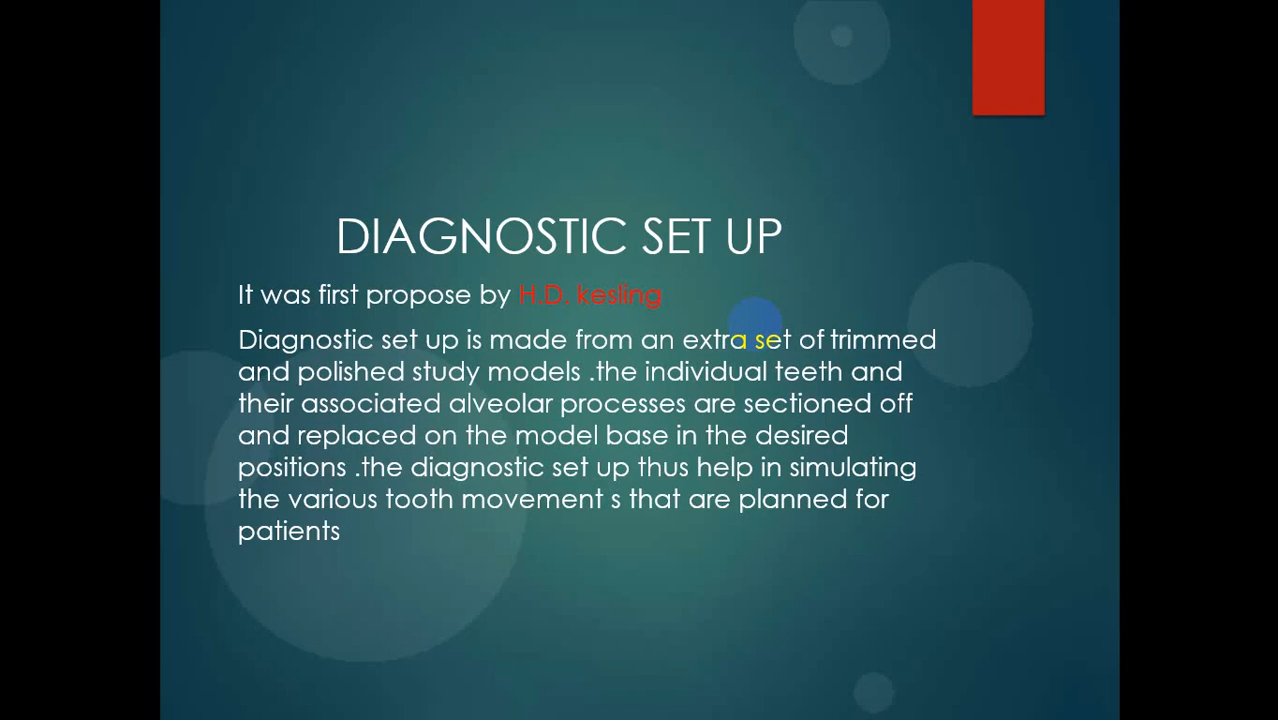 DIAGNOSTIC SET UP
It was first propose by H.D. kesling
Diagnostic set up is made from an extra set of trimmed
and polished study models .the individual teeth and
their associated alveolar processes are sectioned off
and replaced on the model base in the desired
positions .the diagnostic set up thus help in simulating
the various tooth movement s that are planned for
patients